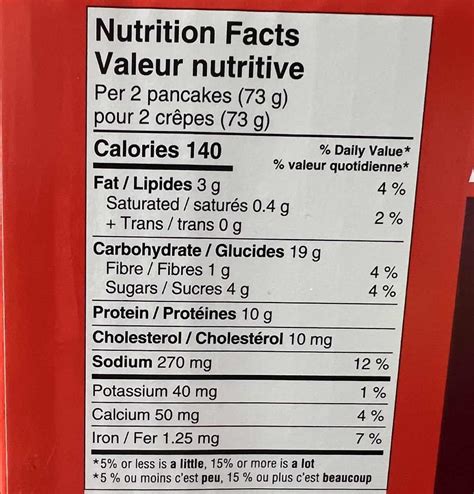 Nutrition Facts
Valeur nutritive
Per 2 pancakes (73 g)
pour 2 crêpes (73 g)
Calories 140
% Daily Value*
% valeur quotidienne*
Fat / Lipides 3 g 4 %
Saturated / saturés 0.4 g
+ Trans / trans 0 g 2 %
Carbohydrate / Glucides 19 g
Fibre / Fibres 1 g 4 %
Sugars / Sucres 4 g 4 %
Protein / Protéines 10 g
Cholesterol / Cholestérol 10 mg
Sodium 270 mg 12 %
Potassium 40 mg 1 %
Calcium 50 mg 4 %
Iron / Fer 1.25 mg 7 %
*5% or less is a little, 15% or more is a lot
*5 % ou moins c'est peu, 15 % ou plus c'est beaucoup